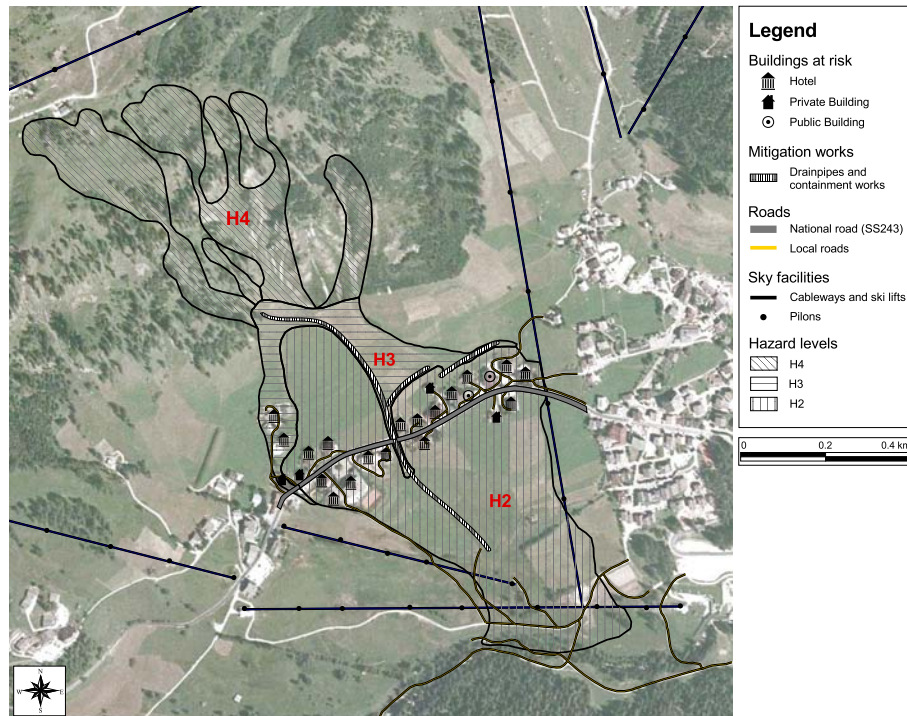 H4
H3
H2
N
W
E
S
Legend
Buildings at risk
Hotel
Private Building
Public Building
Mitigation works
Drainpipes and
containment works
Roads
National road (SS243)
Local roads
Sky facilities
Cableways and ski lifts
Pilons
Hazard levels
H4
H3
H2
0 0.2 0.4 km